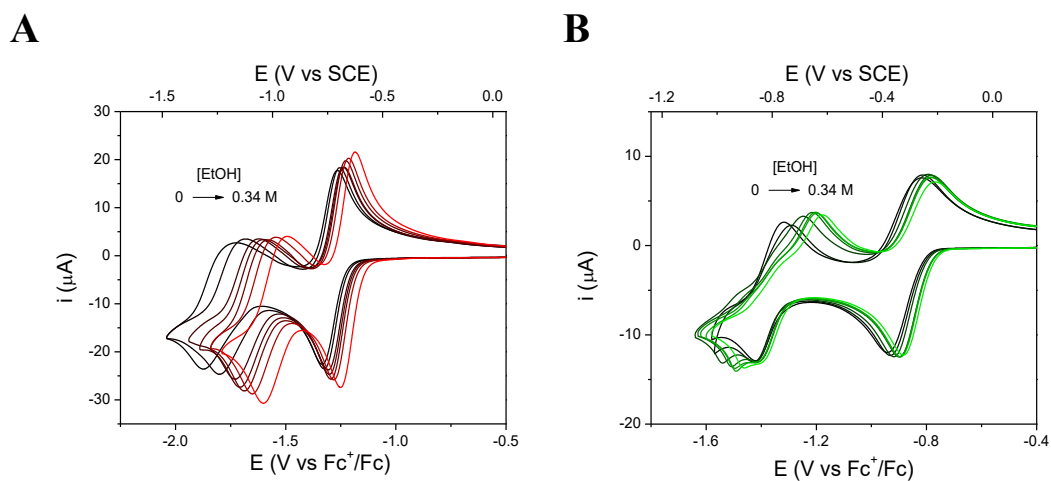 A
E (V vs SCE)
-1.5 -1.0 -0.5 0.0
30
20
10
0
-10
-20
-30
i (μA)
[EtOH]
0 → 0.34 M
-2.0 -1.5 -1.0 -0.5
E (V vs Fc⁺/Fc)
B
E (V vs SCE)
-1.2 -0.8 -0.4 0.0
10
0
-10
-20
i (μA)
[EtOH]
0 → 0.34 M
-1.6 -1.2 -0.8 -0.4
E (V vs Fc⁺/Fc)